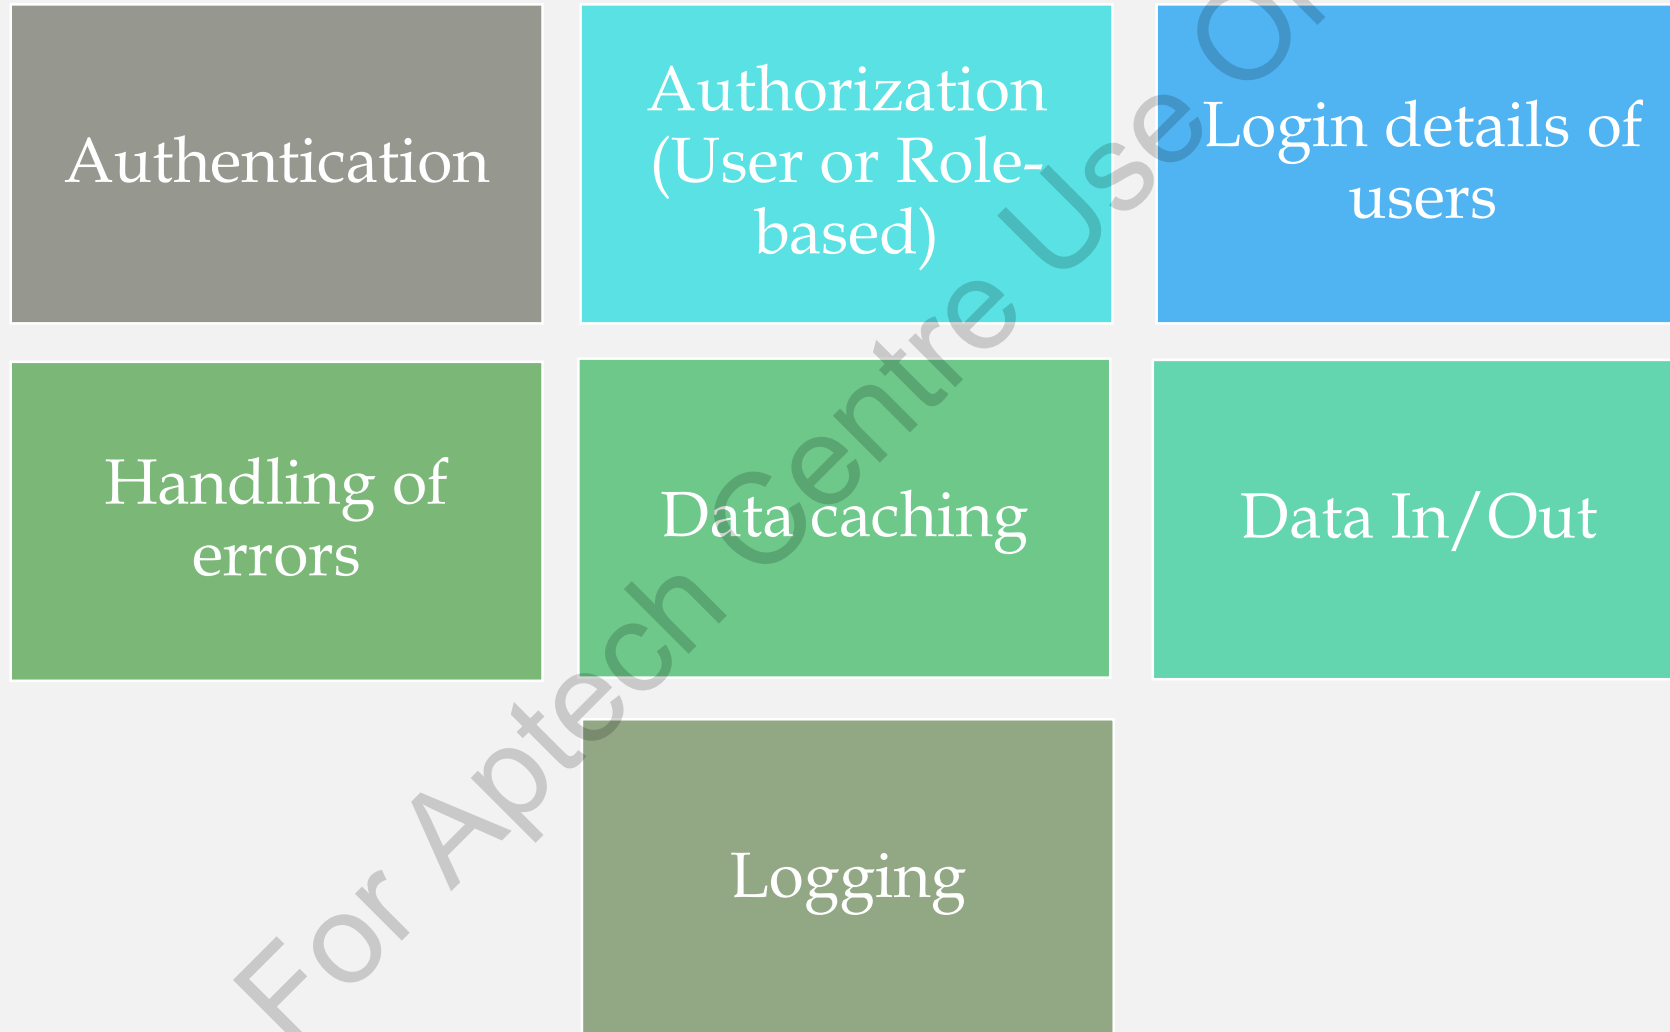 Authentication
Authorization
(User or Role-
based)
Login details of
users
Handling of
errors
Data caching
Data In/Out
Logging
For Aptech Centre Use